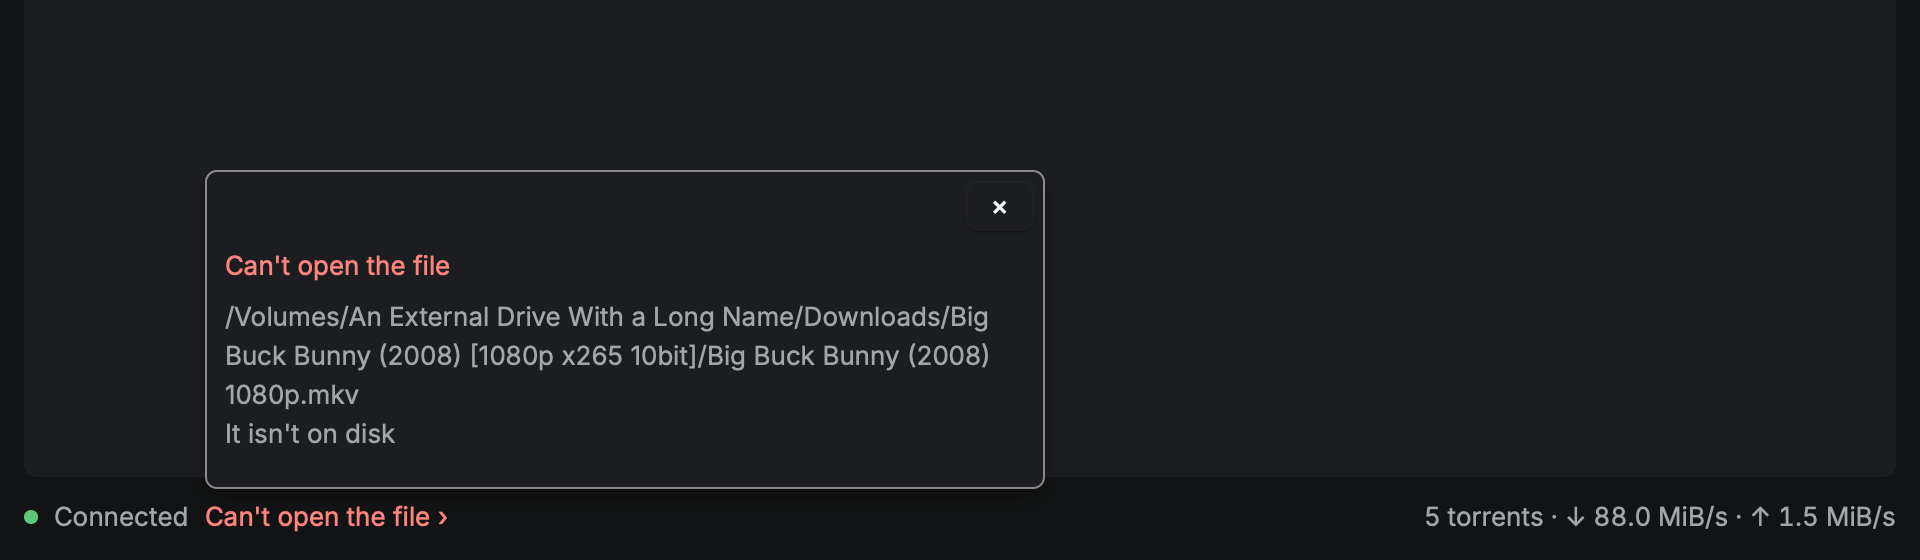 ×
Can't open the file
/Volumes/An External Drive With a Long Name/Downloads/Big
Buck Bunny (2008) [1080p x265 10bit]/Big Buck Bunny (2008)
1080p.mkv
It isn't on disk
Connected Can't open the file › 5 torrents · ↓ 88.0 MiB/s · ↑ 1.5 MiB/s